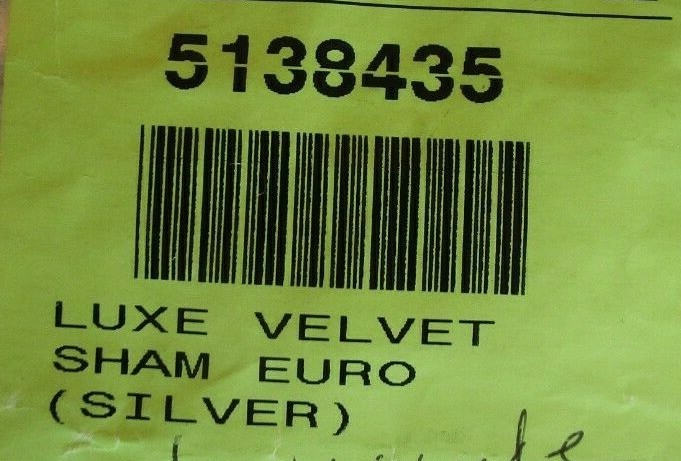 5138435
LUXE VELVET
SHAM EURO
(SILVER)